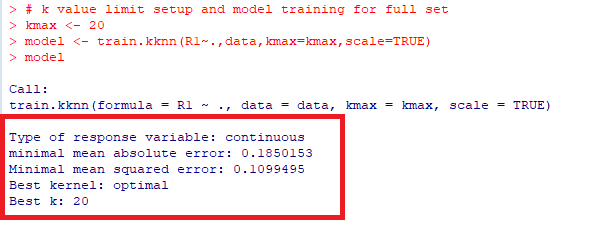 > # k value limit setup and model training for full set
> kmax <- 20
> model <- train.kknn(R1~.,data,kmax=kmax,scale=TRUE)
> model
Call:
train.kknn(formula = R1 ~ ., data = data, kmax = kmax, scale = TRUE)
Type of response variable: continuous
minimal mean absolute error: 0.1850153
Minimal mean squared error: 0.1099495
Best kernel: optimal
Best k: 20